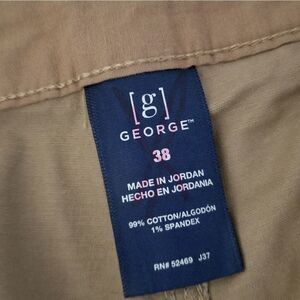 [g]
GEORGE™
38
MADE IN JORDAN
HECHO EN JORDANIA
99% COTTON/ALGODÓN
1% SPANDEX
RN# 52469 J37